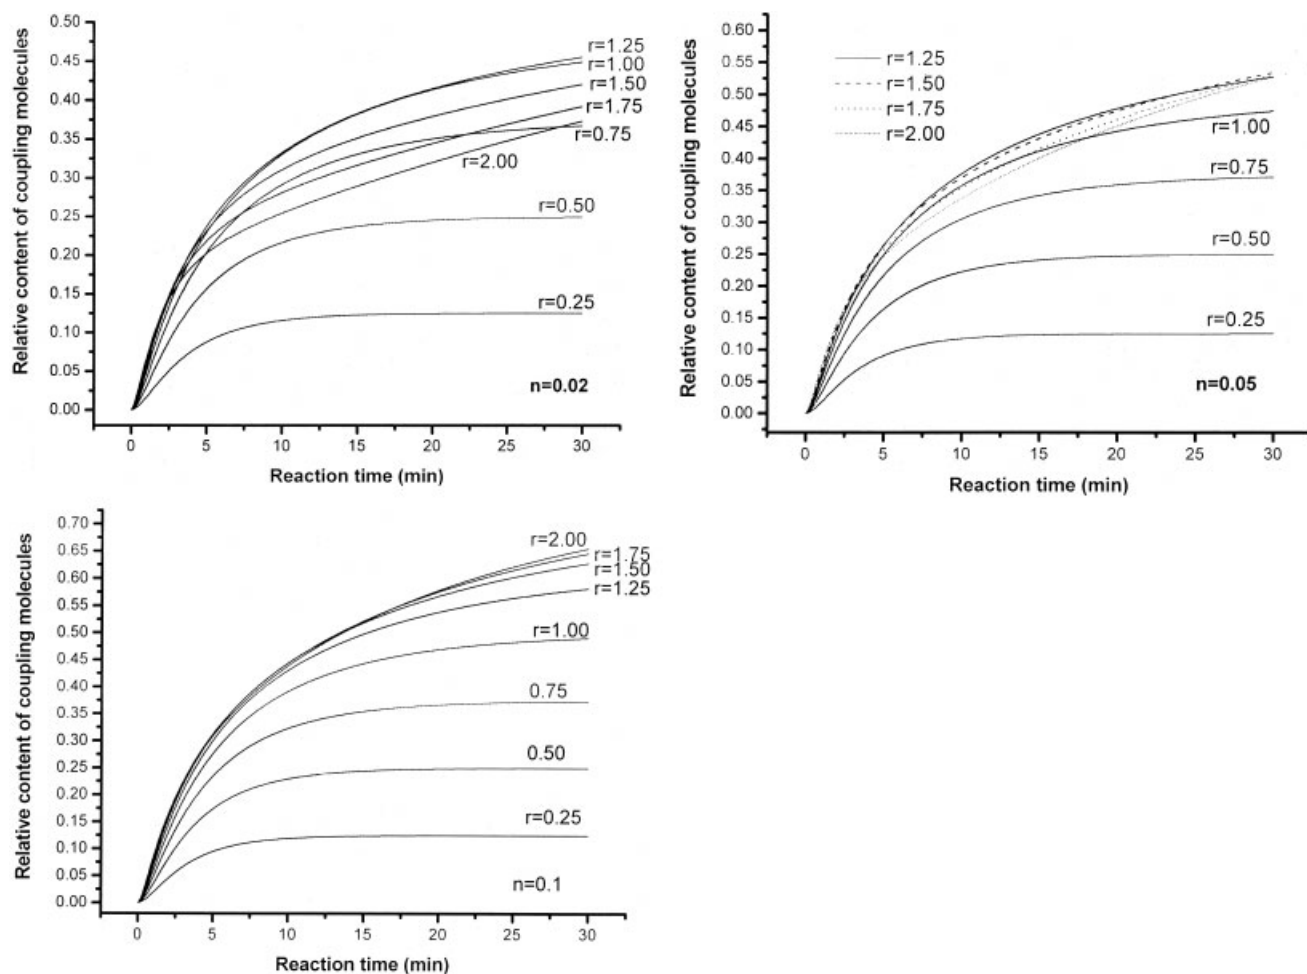 Relative content of coupling molecules
0.50
0.45
0.40
0.35
0.30
0.25
0.20
0.15
0.10
0.05
0.00
r=1.25
r=1.00
r=1.50
r=1.75
r=0.75
r=2.00
r=0.50
r=0.25
n=0.02
0 5 10 15 20 25 30
Reaction time (min)
Relative content of coupling molecules
0.60
0.55
0.50
0.45
0.40
0.35
0.30
0.25
0.20
0.15
0.10
0.05
0.00
r=1.25
r=1.50
r=1.75
r=2.00
r=1.00
r=0.75
r=0.50
r=0.25
n=0.05
0 5 10 15 20 25 30
Reaction time (min)
Relative content of coupling molecules
0.70
0.65
0.60
0.55
0.50
0.45
0.40
0.35
0.30
0.25
0.20
0.15
0.10
0.05
0.00
r=2.00
r=1.75
r=1.50
r=1.25
r=1.00
0.75
0.50
r=0.25
n=0.1
0 5 10 15 20 25 30
Reaction time (min)